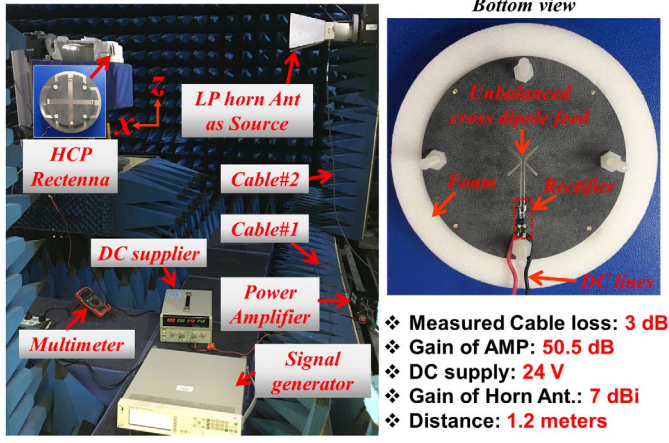 LP horn Ant
as Source
z
x
HCP
Rectenna
Cable#2
Cable#1
DC supplier
Power
Amplifier
Multimeter
Signal
generator
Bottom view
Unbalanced
cross dipole feed
Foam
Rectifier
DC lines
❖ Measured Cable loss: 3 dB
❖ Gain of AMP: 50.5 dB
❖ DC supply: 24 V
❖ Gain of Horn Ant.: 7 dBi
❖ Distance: 1.2 meters